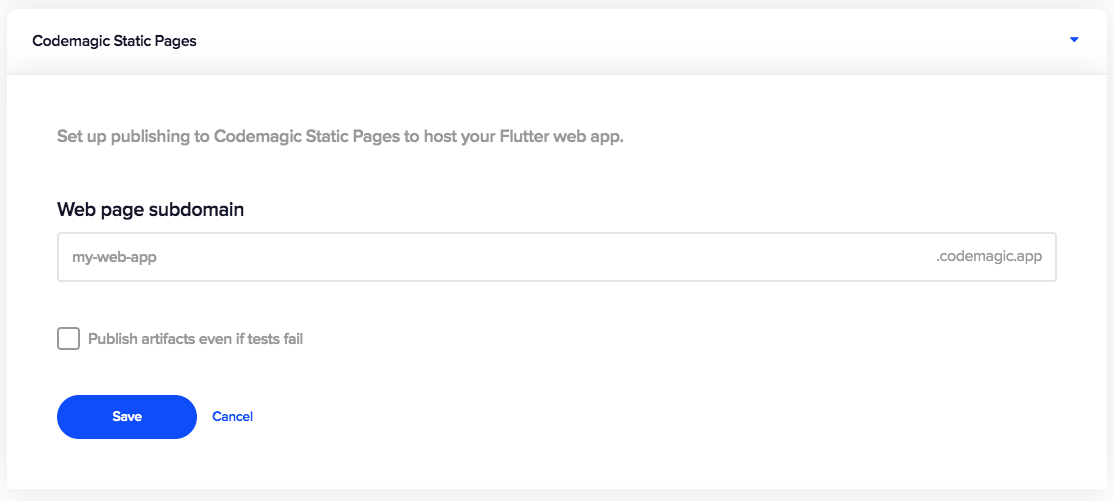 Codemagic Static Pages
Set up publishing to Codemagic Static Pages to host your Flutter web app.
Web page subdomain
my-web-app .codemagic.app
Publish artifacts even if tests fail
Save Cancel